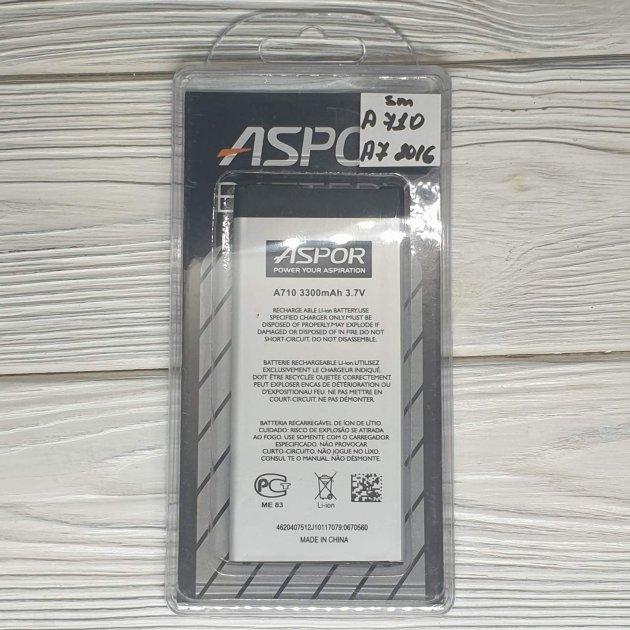 sm
A 710
A7 2016
ASPO
ASPOR
POWER YOUR ASPIRATION
A710 3300mAh 3.7V
RECHARGE ABLE Li-ion BATTERY.USE
SPECIFIED CHARGER ONLY.MUST BE
DISPOSED OF PROPERLY.MAY EXPLODE IF
DAMAGED OR DISPOSED OF IN FIRE DO NOT
SHORT-CIRCUIT. DO NOT DISASSEMBLE.
BATTERIE RECHARGEABLE Li-ion.UTILISEZ
EXCLUSIVEMENT LE CHARGEUR INDIQUÉ.
DOIT ÊTRE RECYCLÉE OUJETÉE CORRECTEMENT.
PEUT EXPLOSER ENCAS DE DÉTÉRIORATION OU
D'EXPOSITIONAU FEU. NE PAS METTRE EN
COURT-CIRCUIT. NE PAS DÉMONTER.
BATERIA RECARREGÁVEL DE ÍON DE LÍTIO.
CUIDADO: RISCO DE EXPLOSÃO SE ATIRADA
AO FOGO. USE SOMENTE COM O CARREGADOR
ESPECIFICADO. NÃO PROVOCAR
CURTO-CIRCUITO. NÃO JOGUE NO LIXO.
CONSUL TE O MANUAL. NÃO DESMONTE.
РСТ
ME 83
Li-ion
4620407512J10117079:0670560
MADE IN CHINA